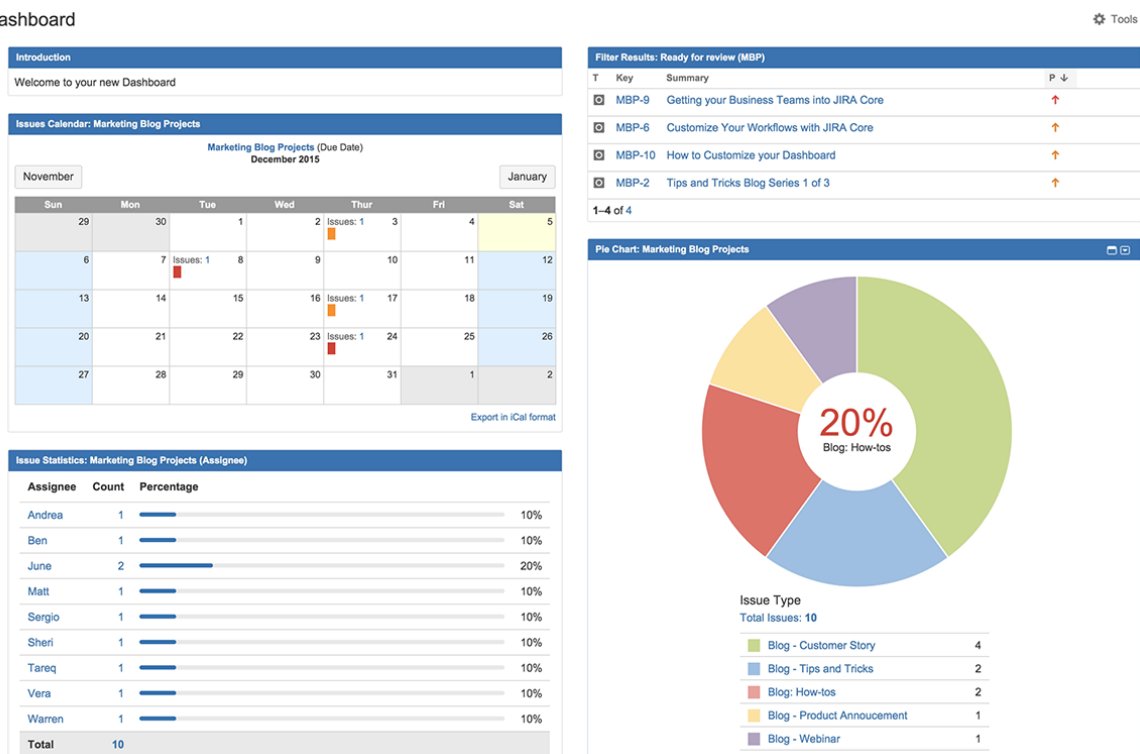 ashboard
Tools
Introduction
Welcome to your new Dashboard
Issues Calendar: Marketing Blog Projects
Marketing Blog Projects (Due Date)
December 2015
November
January
Sun Mon Tue Wed Thur Fri Sat
29 30 1 2 Issues: 1 3 4 5
6 7 Issues: 1 8 9 10 11 12
13 14 15 16 Issues: 1 17 18 19
20 21 22 23 Issues: 1 24 25 26
27 28 29 30 31 1 2
Export in iCal format
Issue Statistics: Marketing Blog Projects (Assignee)
Assignee Count Percentage
Andrea 1 10%
Ben 1 10%
June 2 20%
Matt 1 10%
Sergio 1 10%
Sheri 1 10%
Tareq 1 10%
Vera 1 10%
Warren 1 10%
Total 10
Filter Results: Ready for review (MBP)
T Key Summary P
MBP-9 Getting your Business Teams into JIRA Core
MBP-6 Customize Your Workflows with JIRA Core
MBP-10 How to Customize your Dashboard
MBP-2 Tips and Tricks Blog Series 1 of 3
1–4 of 4
Pie Chart: Marketing Blog Projects
20%
Blog: How-tos
Issue Type
Total Issues: 10
Blog - Customer Story 4
Blog - Tips and Tricks 2
Blog: How-tos 2
Blog - Product Annoucement 1
Blog - Webinar 1